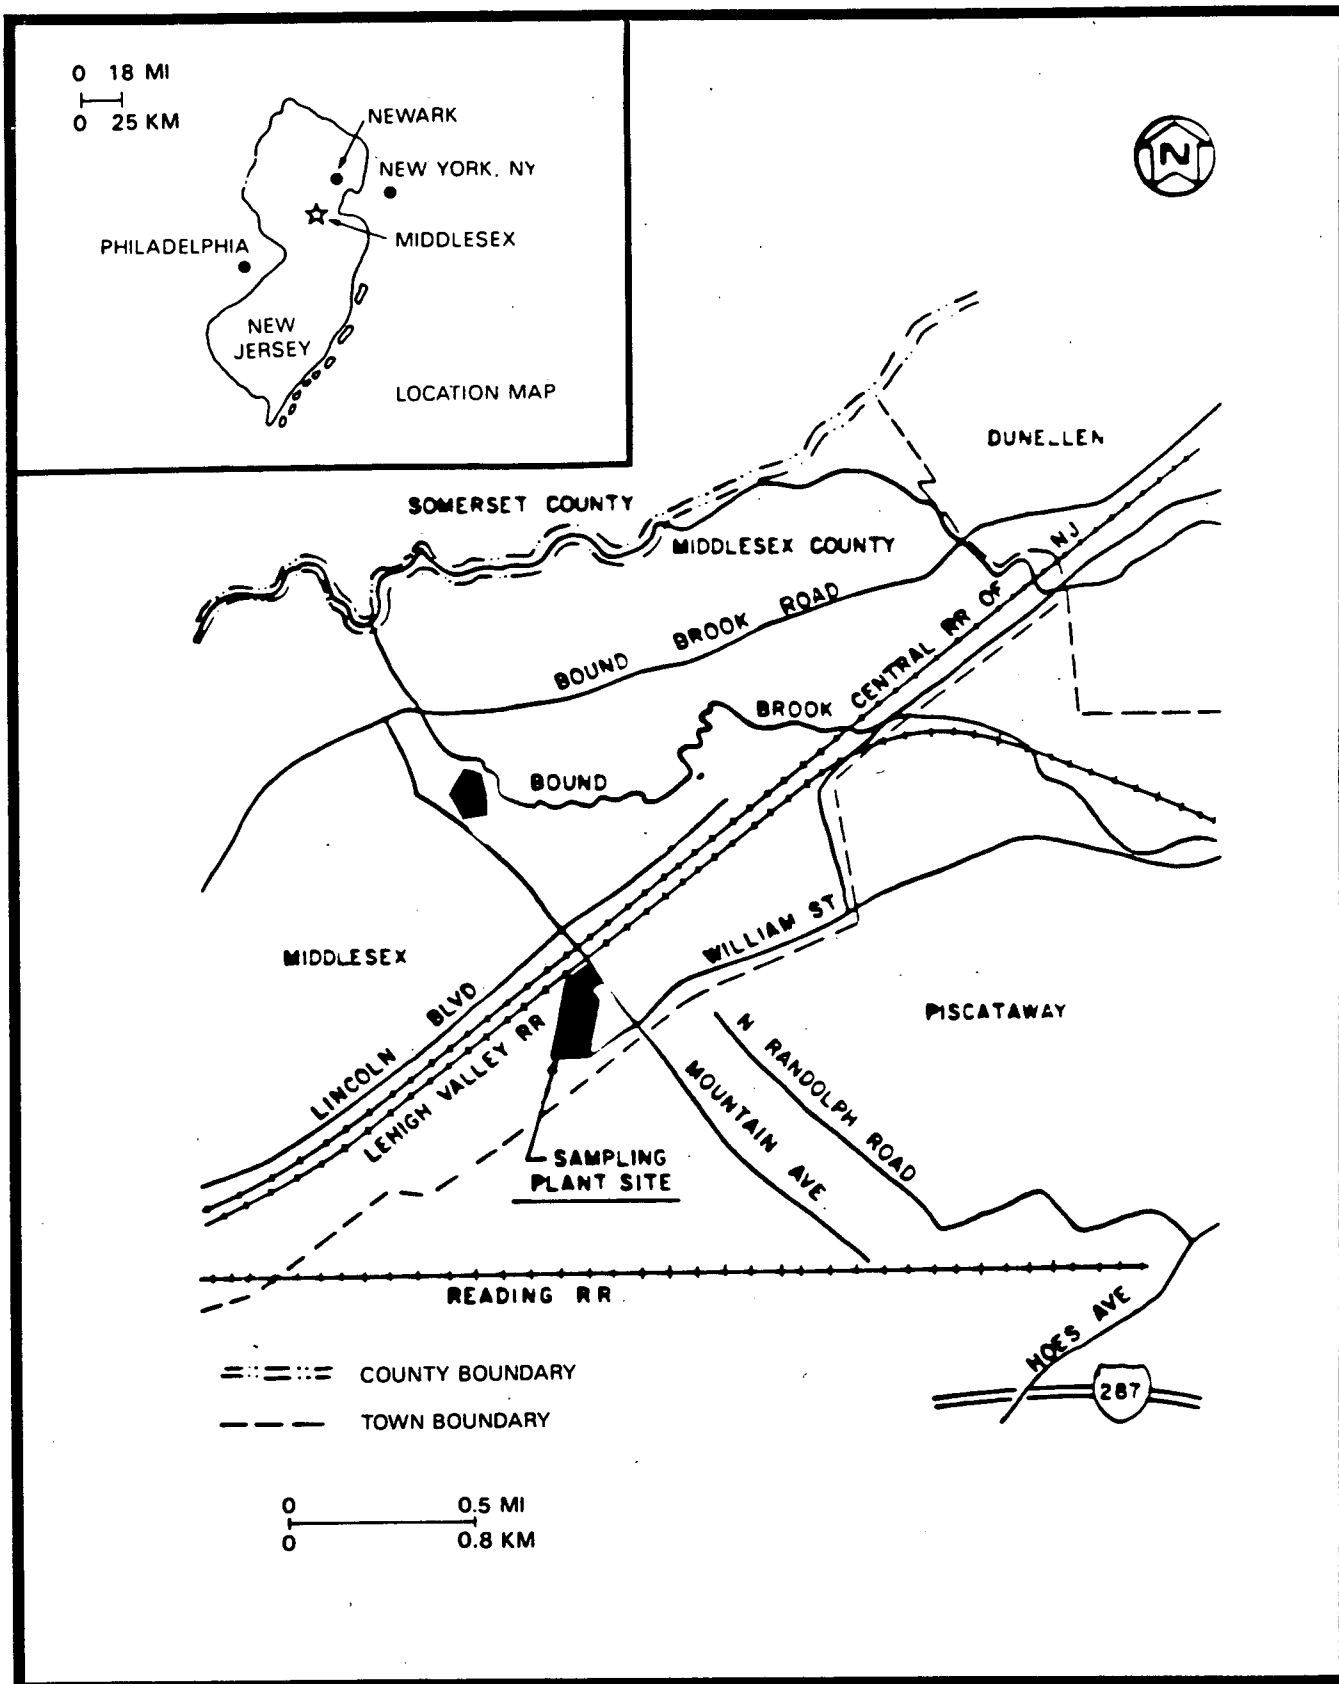 0 18 MI
0 25 KM
NEWARK
NEW YORK, NY
MIDDLESEX
PHILADELPHIA
NEW
JERSEY
LOCATION MAP
N
DUNELLEN
SOMERSET COUNTY
MIDDLESEX COUNTY
BOUND BROOK ROAD
CENTRAL RR OF NJ
BOUND BROOK
WILLIAM ST
MIDDLESEX
LINCOLN BLVD
LEHIGH VALLEY RR
PISCATAWAY
N RANDOLPH ROAD
MOUNTAIN AVE
SAMPLING
PLANT SITE
READING RR
HOES AVE
287
COUNTY BOUNDARY
TOWN BOUNDARY
0 0.5 MI
0 0.8 KM